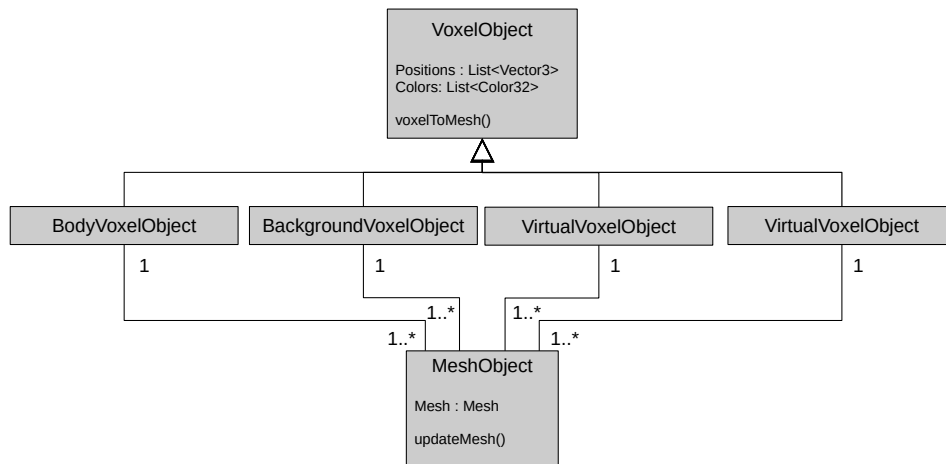 VoxelObject
Positions : List<Vector3>
Colors: List<Color32>
voxelToMesh()
BodyVoxelObject
BackgroundVoxelObject
VirtualVoxelObject
VirtualVoxelObject
1
1
1
1
1..*
1..*
1..*
1..*
MeshObject
Mesh : Mesh
updateMesh()